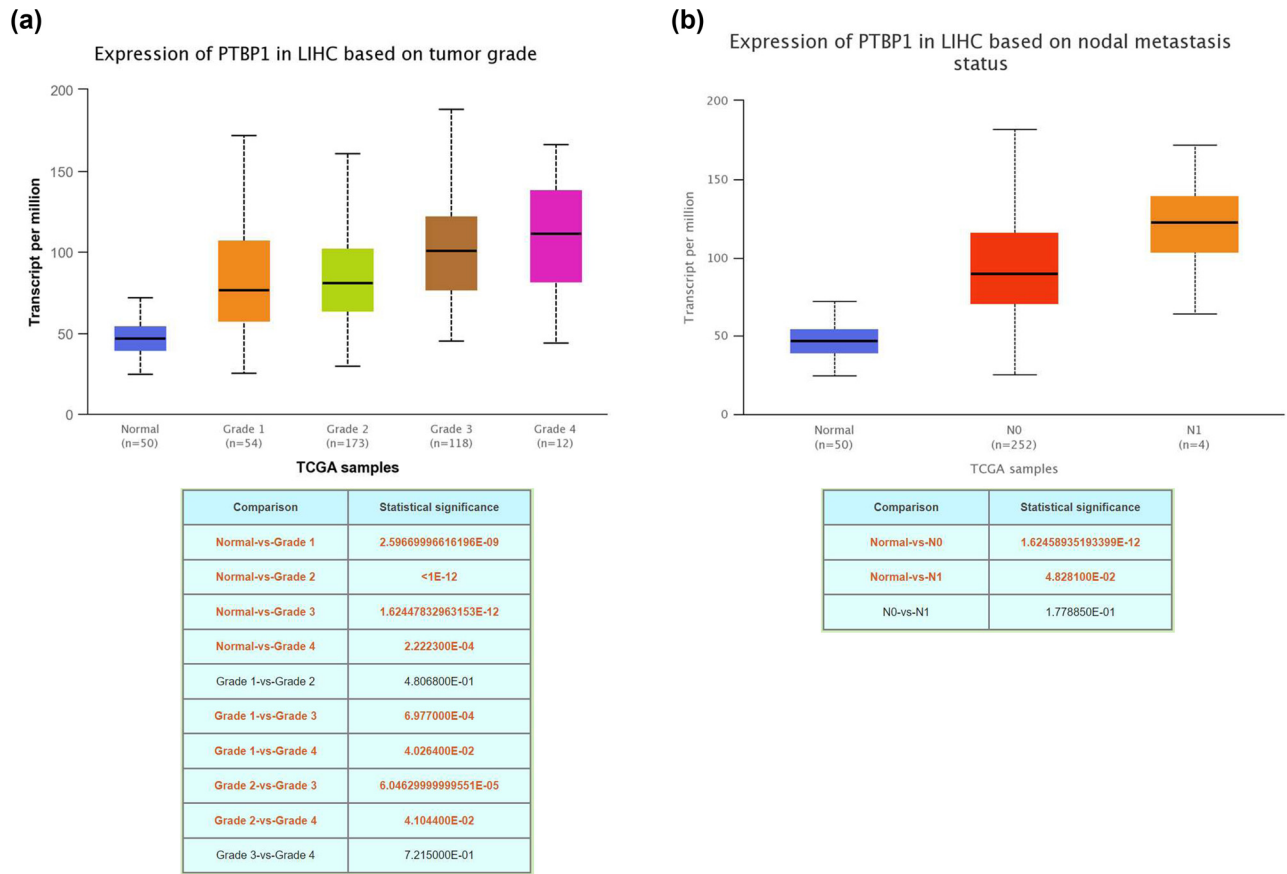 (a)
Expression of PTBP1 in LIHC based on tumor grade
200
150
100
50
0
Transcript per million
Normal
(n=50)
Grade 1
(n=54)
Grade 2
(n=173)
Grade 3
(n=118)
Grade 4
(n=12)
TCGA samples
Comparison Statistical significance
Normal-vs-Grade 1 2.59669996616196E-09
Normal-vs-Grade 2 <1E-12
Normal-vs-Grade 3 1.62447832963153E-12
Normal-vs-Grade 4 2.222300E-04
Grade 1-vs-Grade 2 4.806800E-01
Grade 1-vs-Grade 3 6.977000E-04
Grade 1-vs-Grade 4 4.026400E-02
Grade 2-vs-Grade 3 6.04629999999551E-05
Grade 2-vs-Grade 4 4.104400E-02
Grade 3-vs-Grade 4 7.215000E-01
(b)
Expression of PTBP1 in LIHC based on nodal metastasis
status
200
150
100
50
0
Transcript per million
Normal
(n=50)
N0
(n=252)
N1
(n=4)
TCGA samples
Comparison Statistical significance
Normal-vs-N0 1.62458935193399E-12
Normal-vs-N1 4.828100E-02
N0-vs-N1 1.778850E-01